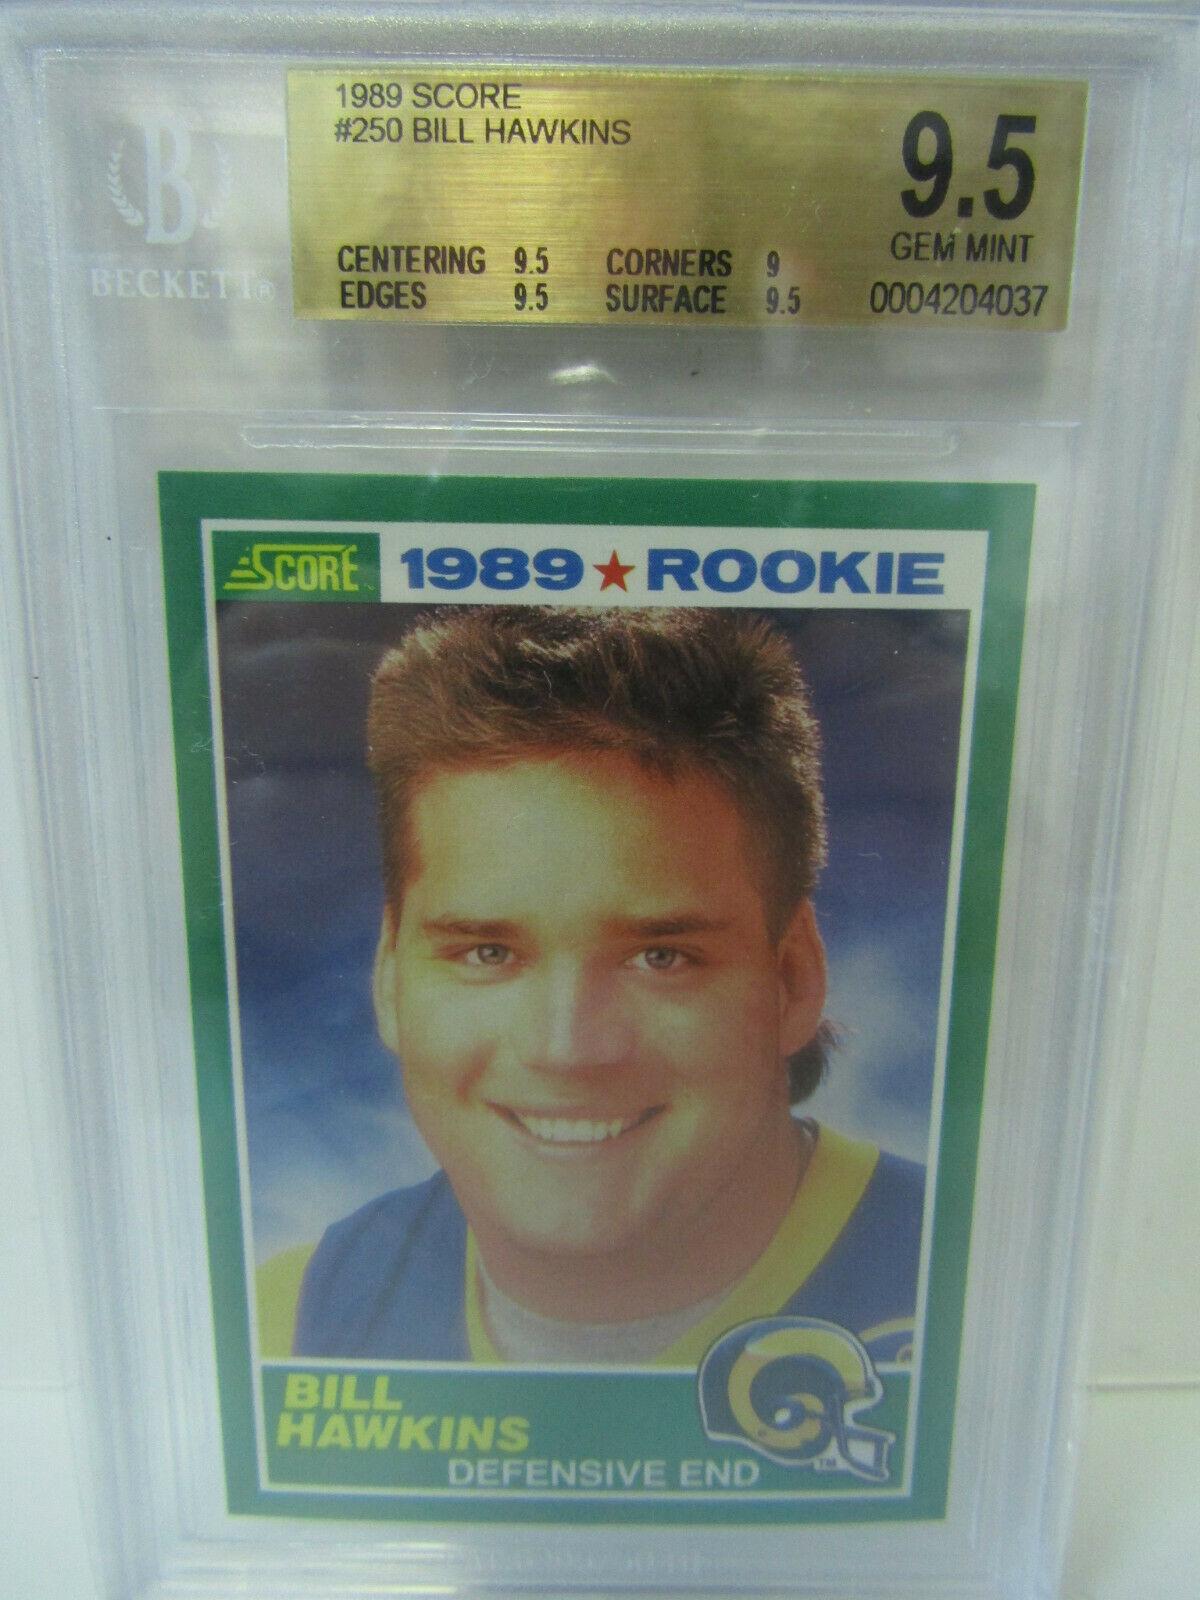 1989 SCORE
#250 BILL HAWKINS
9.5
GEM MINT
CENTERING 9.5 CORNERS 9
EDGES 9.5 SURFACE 9.5
0004204037
B
BECKETT®
SCORE 1989 ROOKIE
BILL
HAWKINS
DEFENSIVE END
TM